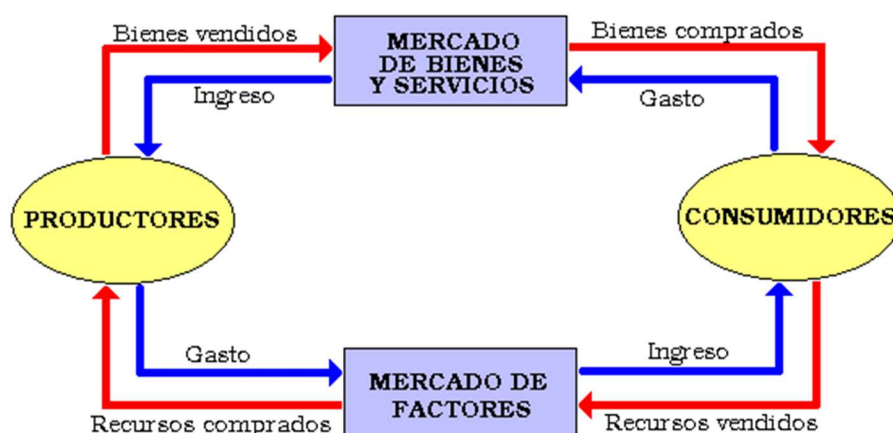 Bienes vendidos
MERCADO
DE BIENES
Y SERVICIOS
Bienes comprados
Ingreso
Gasto
PRODUCTORES
CONSUMIDORES
Gasto
MERCADO DE
FACTORES
Ingreso
Recursos comprados
Recursos vendidos